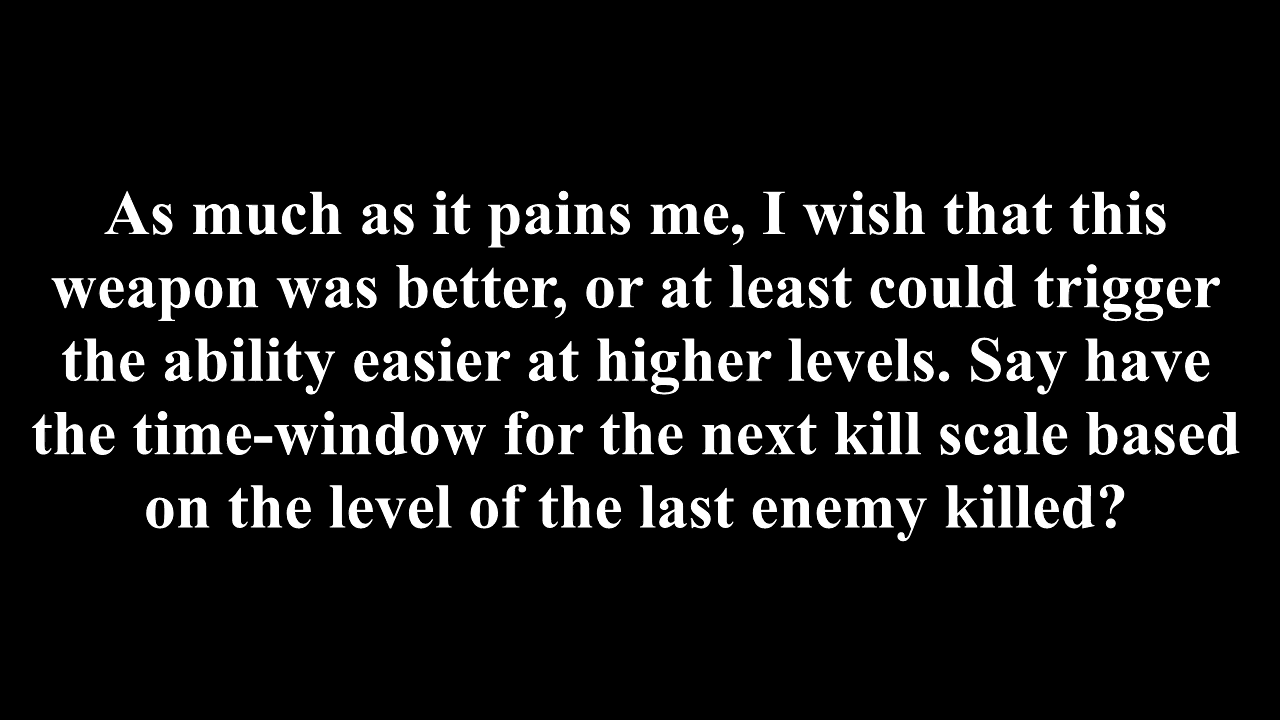 As much as it pains me, I wish that this
weapon was better, or at least could trigger
the ability easier at higher levels. Say have
the time-window for the next kill scale based
on the level of the last enemy killed?